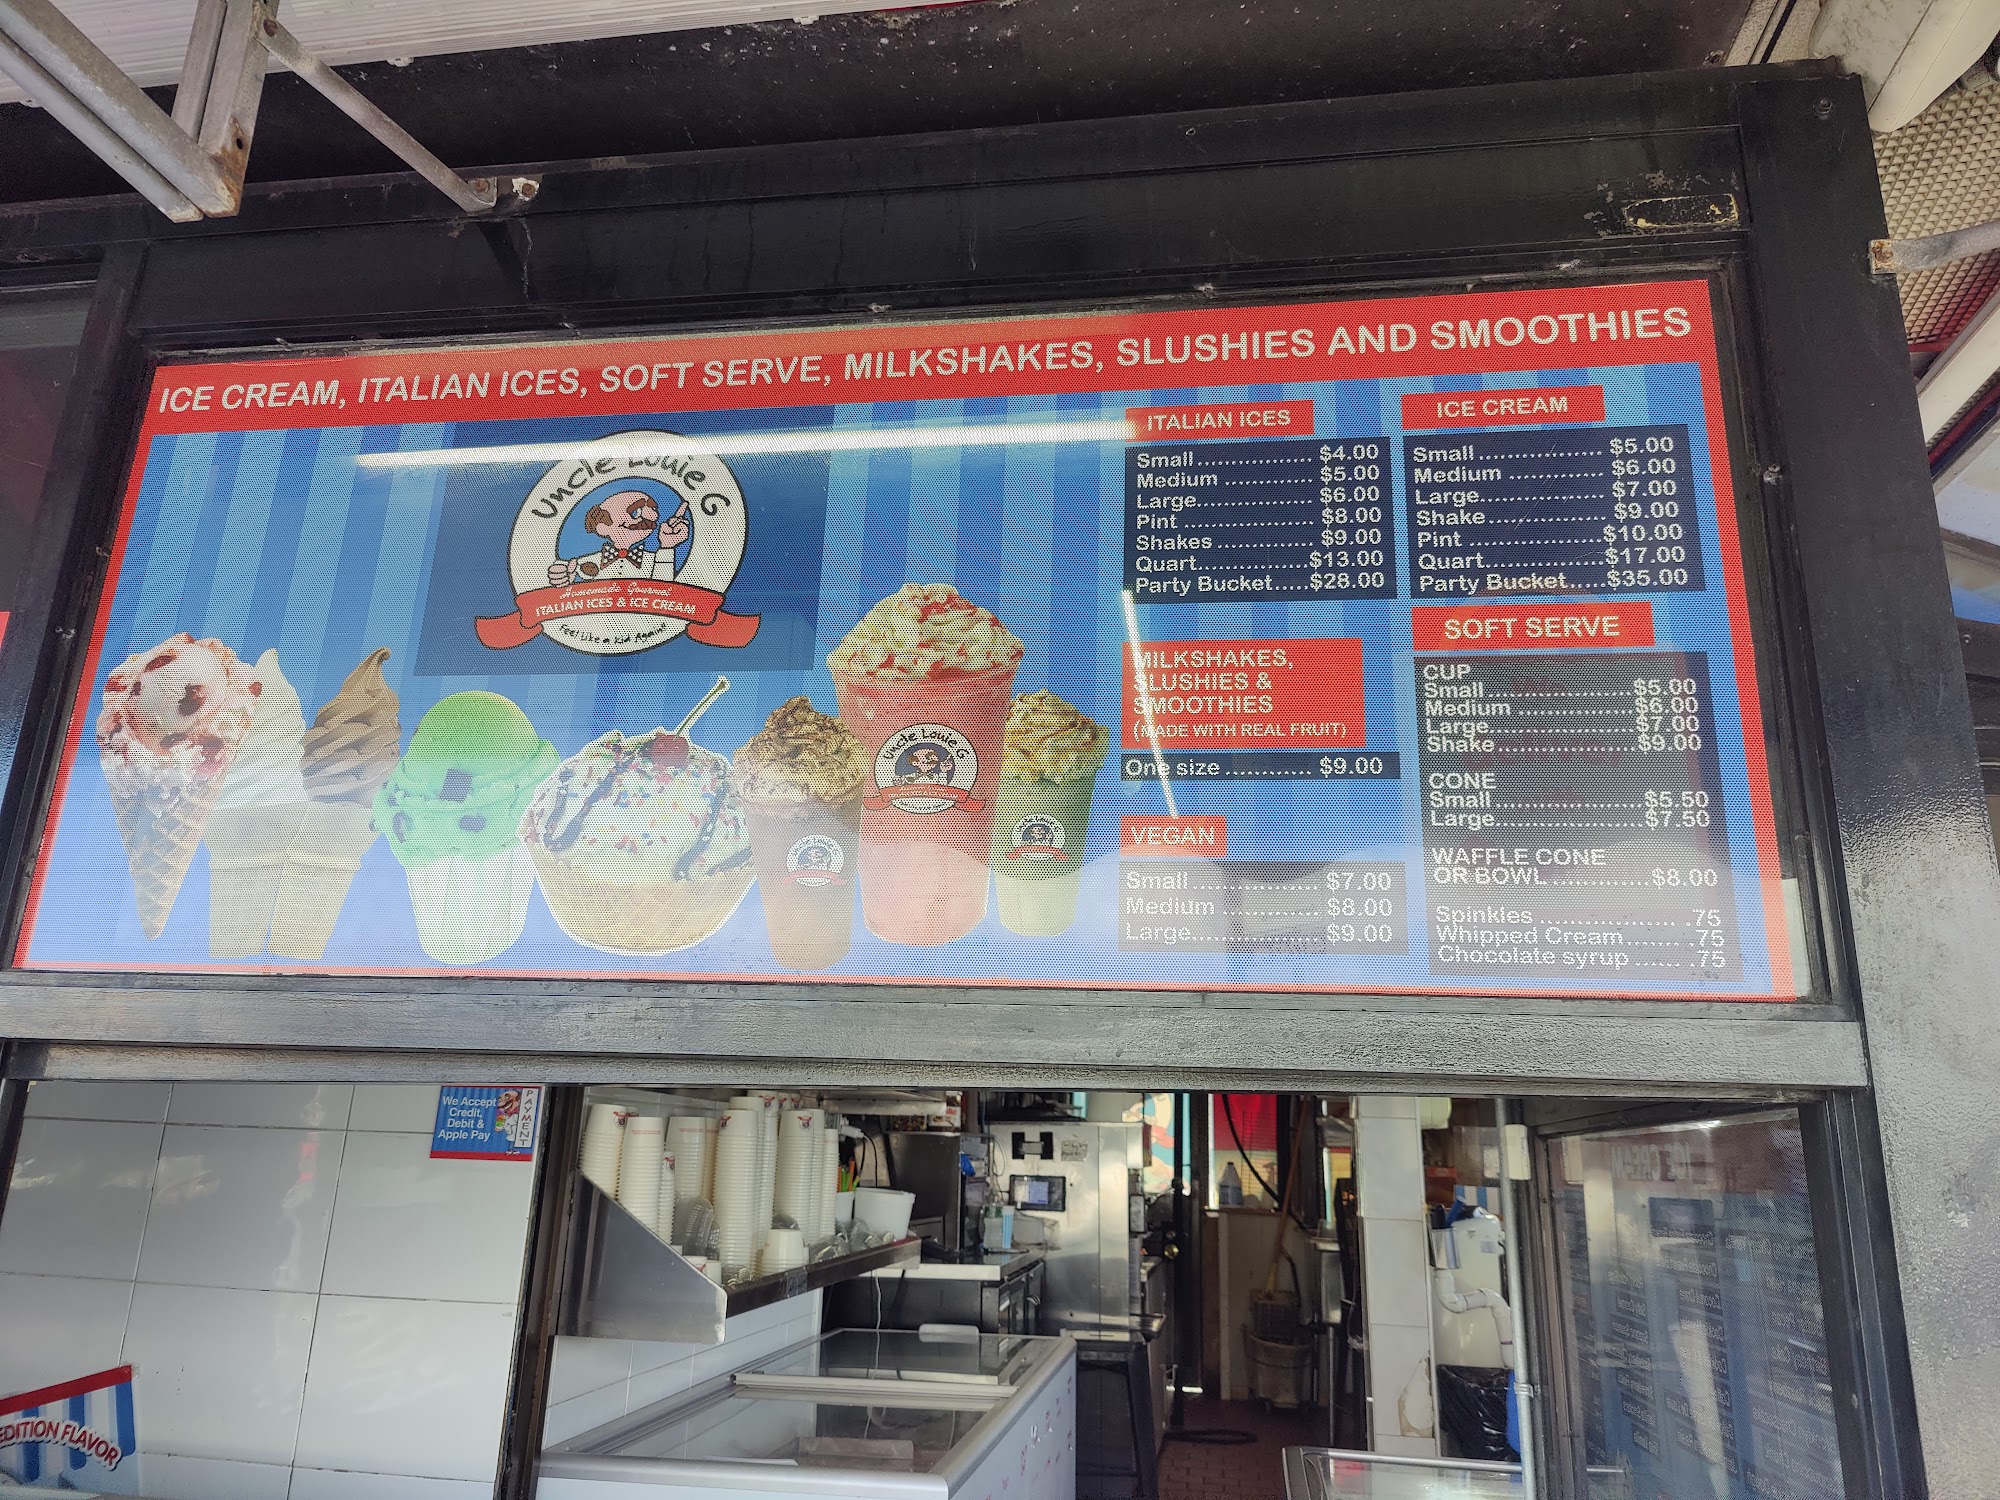 ICE CREAM, ITALIAN ICES, SOFT SERVE, MILKSHAKES, SLUSHIES AND SMOOTHIES
Uncle Louie G
Homemade Gourmet
ITALIAN ICES & ICE CREAM
Feel Like a Kid Again!!
Uncle Louie G
ITALIAN ICES
Small................. $4.00
Medium ............. $5.00
Large.................. $6.00
Pint ................... $8.00
Shakes .............. $9.00
Quart.................$13.00
Party Bucket.....$28.00
MILKSHAKES,
SLUSHIES &
SMOOTHIES
(MADE WITH REAL FRUIT)
One size ............ $9.00
VEGAN
Small.................. $7.00
Medium ............. $8.00
Large.................. $9.00
ICE CREAM
Small.................. $5.00
Medium .............. $6.00
Large.................. $7.00
Shake................. $9.00
Pint ....................$10.00
Quart.................$17.00
Party Bucket.....$35.00
SOFT SERVE
CUP
Small....................$5.00
Medium ................$6.00
Large....................$7.00
Shake...................$9.00
CONE
Small....................$5.50
Large....................$7.50
WAFFLE CONE
OR BOWL .............$8.00
Spinkles .................... .75
Whipped Cream........ .75
Chocolate syrup ...... .75
We Accept
Credit,
Debit &
Apple Pay
PAYMENT
EDITION FLAVOR